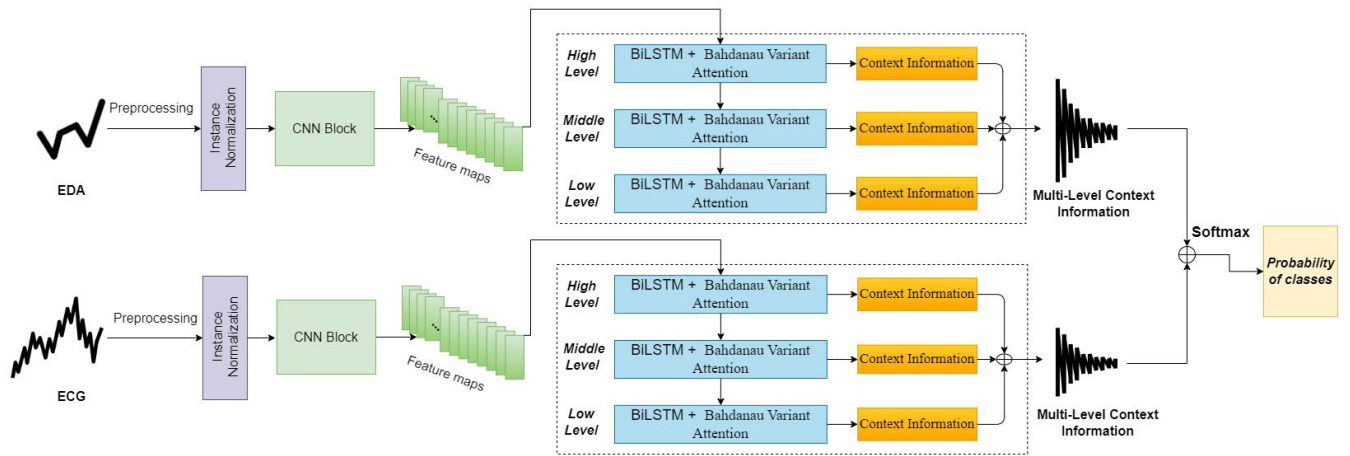 Preprocessing
EDA
Instance
Normalization
CNN Block
...
Feature maps
High
Level
BiLSTM + Bahdanau Variant
Attention
Context Information
Middle
Level
BiLSTM + Bahdanau Variant
Attention
Context Information
Low
Level
BiLSTM + Bahdanau Variant
Attention
Context Information
Multi-Level Context
Information
Preprocessing
ECG
Instance
Normalization
CNN Block
...
Feature maps
High
Level
BiLSTM + Bahdanau Variant
Attention
Context Information
Middle
Level
BiLSTM + Bahdanau Variant
Attention
Context Information
Low
Level
BiLSTM + Bahdanau Variant
Attention
Context Information
Multi-Level Context
Information
Softmax
Probability
of classes